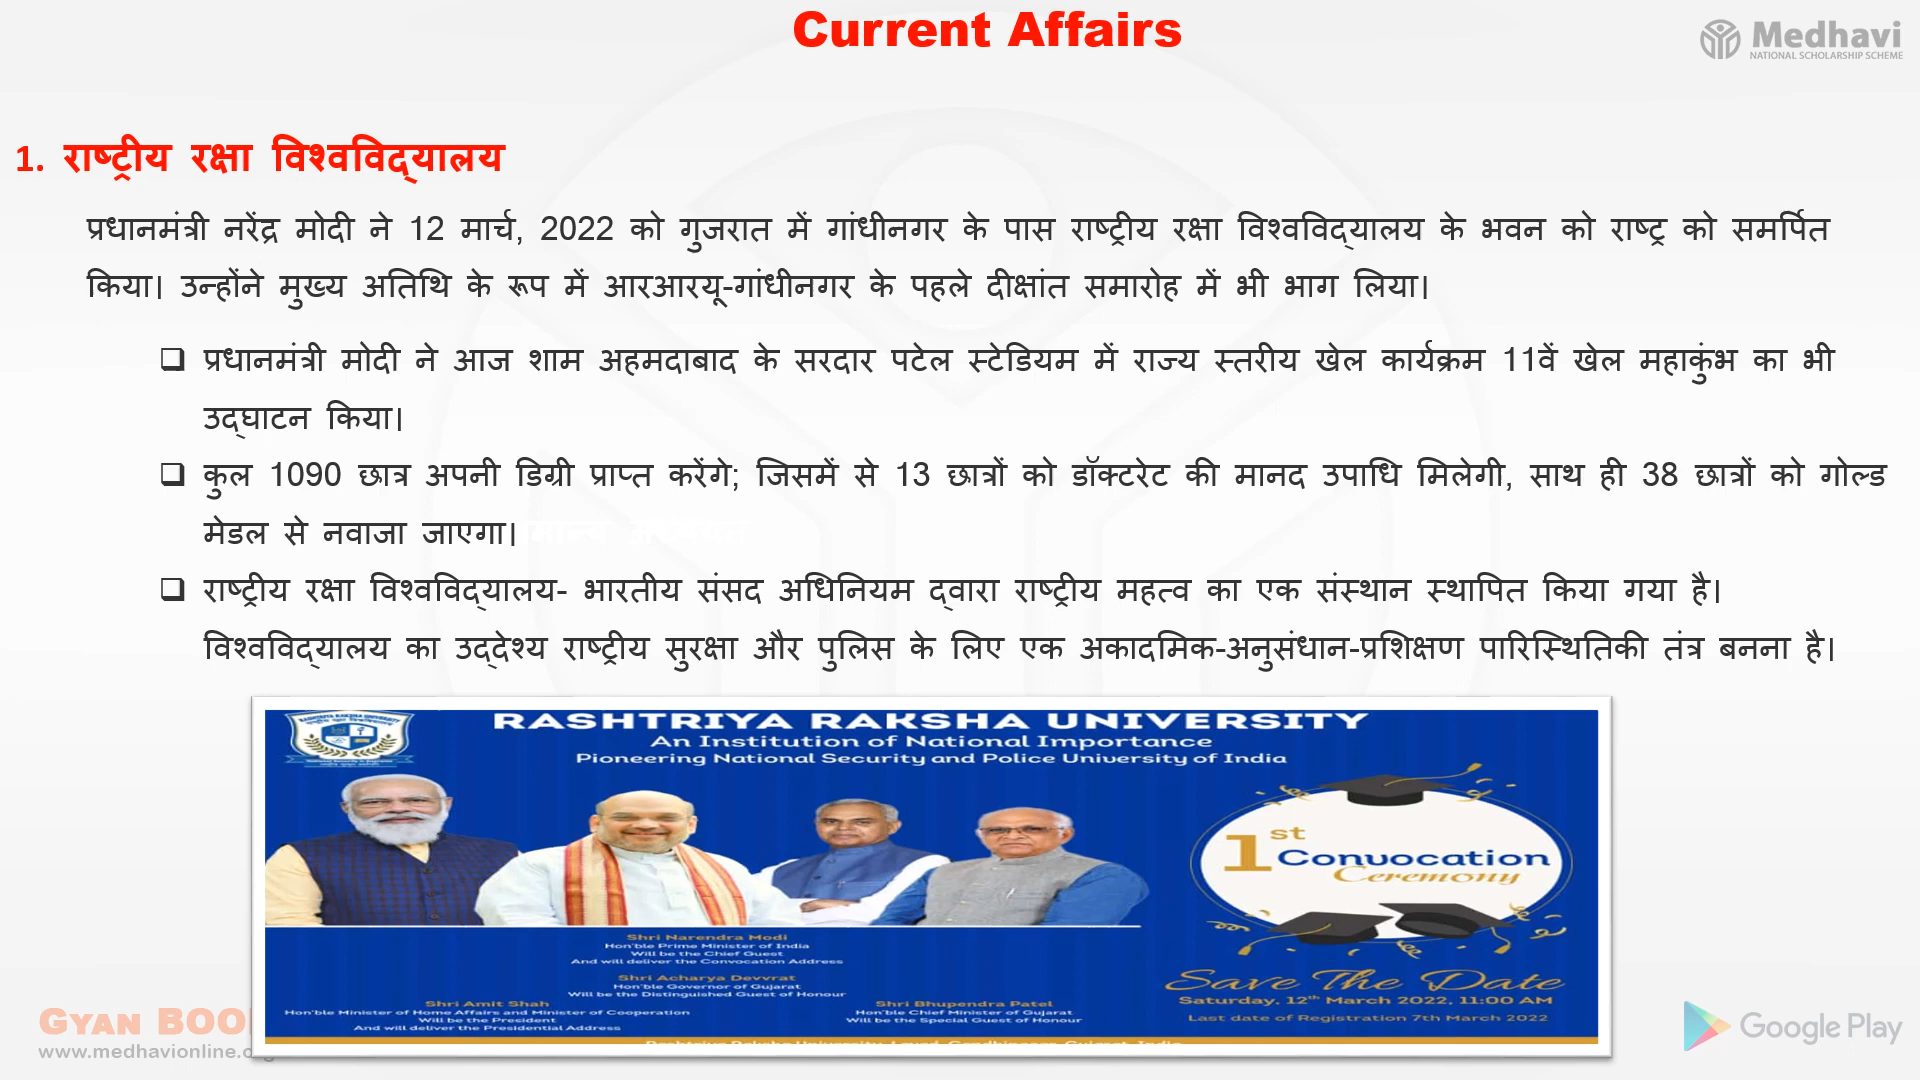 Current Affairs
Medhavi
NATIONAL SCHOLARSHIP SCHEME
1. राष्ट्रीय रक्षा विश्वविद्यालय
प्रधानमंत्री नरेंद्र मोदी ने 12 मार्च, 2022 को गुजरात में गांधीनगर के पास राष्ट्रीय रक्षा विश्वविद्यालय के भवन को राष्ट्र को समर्पित
किया। उन्होंने मुख्य अतिथि के रूप में आरआरयू-गांधीनगर के पहले दीक्षांत समारोह में भी भाग लिया।
❑ प्रधानमंत्री मोदी ने आज शाम अहमदाबाद के सरदार पटेल स्टेडियम में राज्य स्तरीय खेल कार्यक्रम 11वें खेल महाकुंभ का भी
उद्घाटन किया।
❑ कुल 1090 छात्र अपनी डिग्री प्राप्त करेंगे; जिसमें से 13 छात्रों को डॉक्टरेट की मानद उपाधि मिलेगी, साथ ही 38 छात्रों को गोल्ड
मेडल से नवाजा जाएगा।
❑ राष्ट्रीय रक्षा विश्वविद्यालय- भारतीय संसद अधिनियम द्वारा राष्ट्रीय महत्व का एक संस्थान स्थापित किया गया है।
विश्वविद्यालय का उद्देश्य राष्ट्रीय सुरक्षा और पुलिस के लिए एक अकादमिक-अनुसंधान-प्रशिक्षण पारिस्थितिकी तंत्र बनना है।
RASHTRIYA RAKSHA UNIVERSITY
An Institution of National Importance
Pioneering National Security and Police University of India
1st
Convocation
Ceremony
Shri Narendra Modi
Hon'ble Prime Minister of India
Will be the Chief Guest
And will deliver the Convocation Address
Shri Acharya Devvrat
Hon'ble Governor of Gujarat
Will be the Distinguished Guest of Honour
Shri Amit Shah
Hon'ble Minister of Home Affairs and Minister of Cooperation
Will be the President
And will deliver the Presidential Address
Shri Bhupendra Patel
Hon'ble Chief Minister of Gujarat
Will be the Special Guest of Honour
Save The Date
Saturday, 12th March 2022, 11:00 AM
Last date of Registration 7th March 2022
GYAN BOO
www.medhavionline.org
Google Play